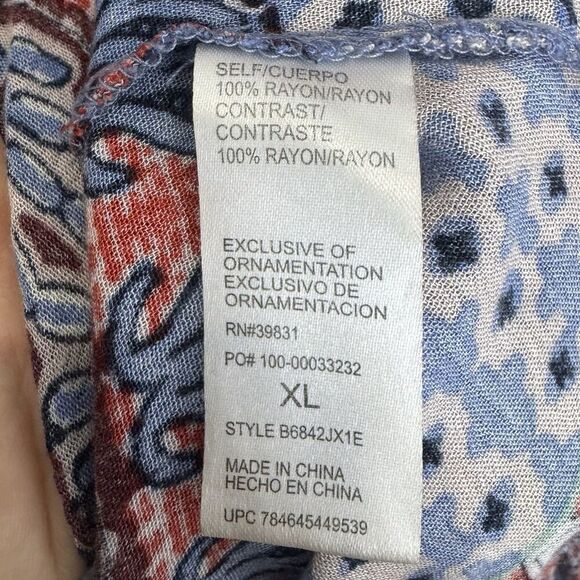 SELF/CUERPO
100% RAYON/RAYON
CONTRAST/
CONTRASTE
100% RAYON/RAYON
EXCLUSIVE OF
ORNAMENTATION
EXCLUSIVO DE
ORNAMENTACION
RN#39831
PO# 100-00033232
XL
STYLE B6842JX1E
MADE IN CHINA
HECHO EN CHINA
UPC 784645449539